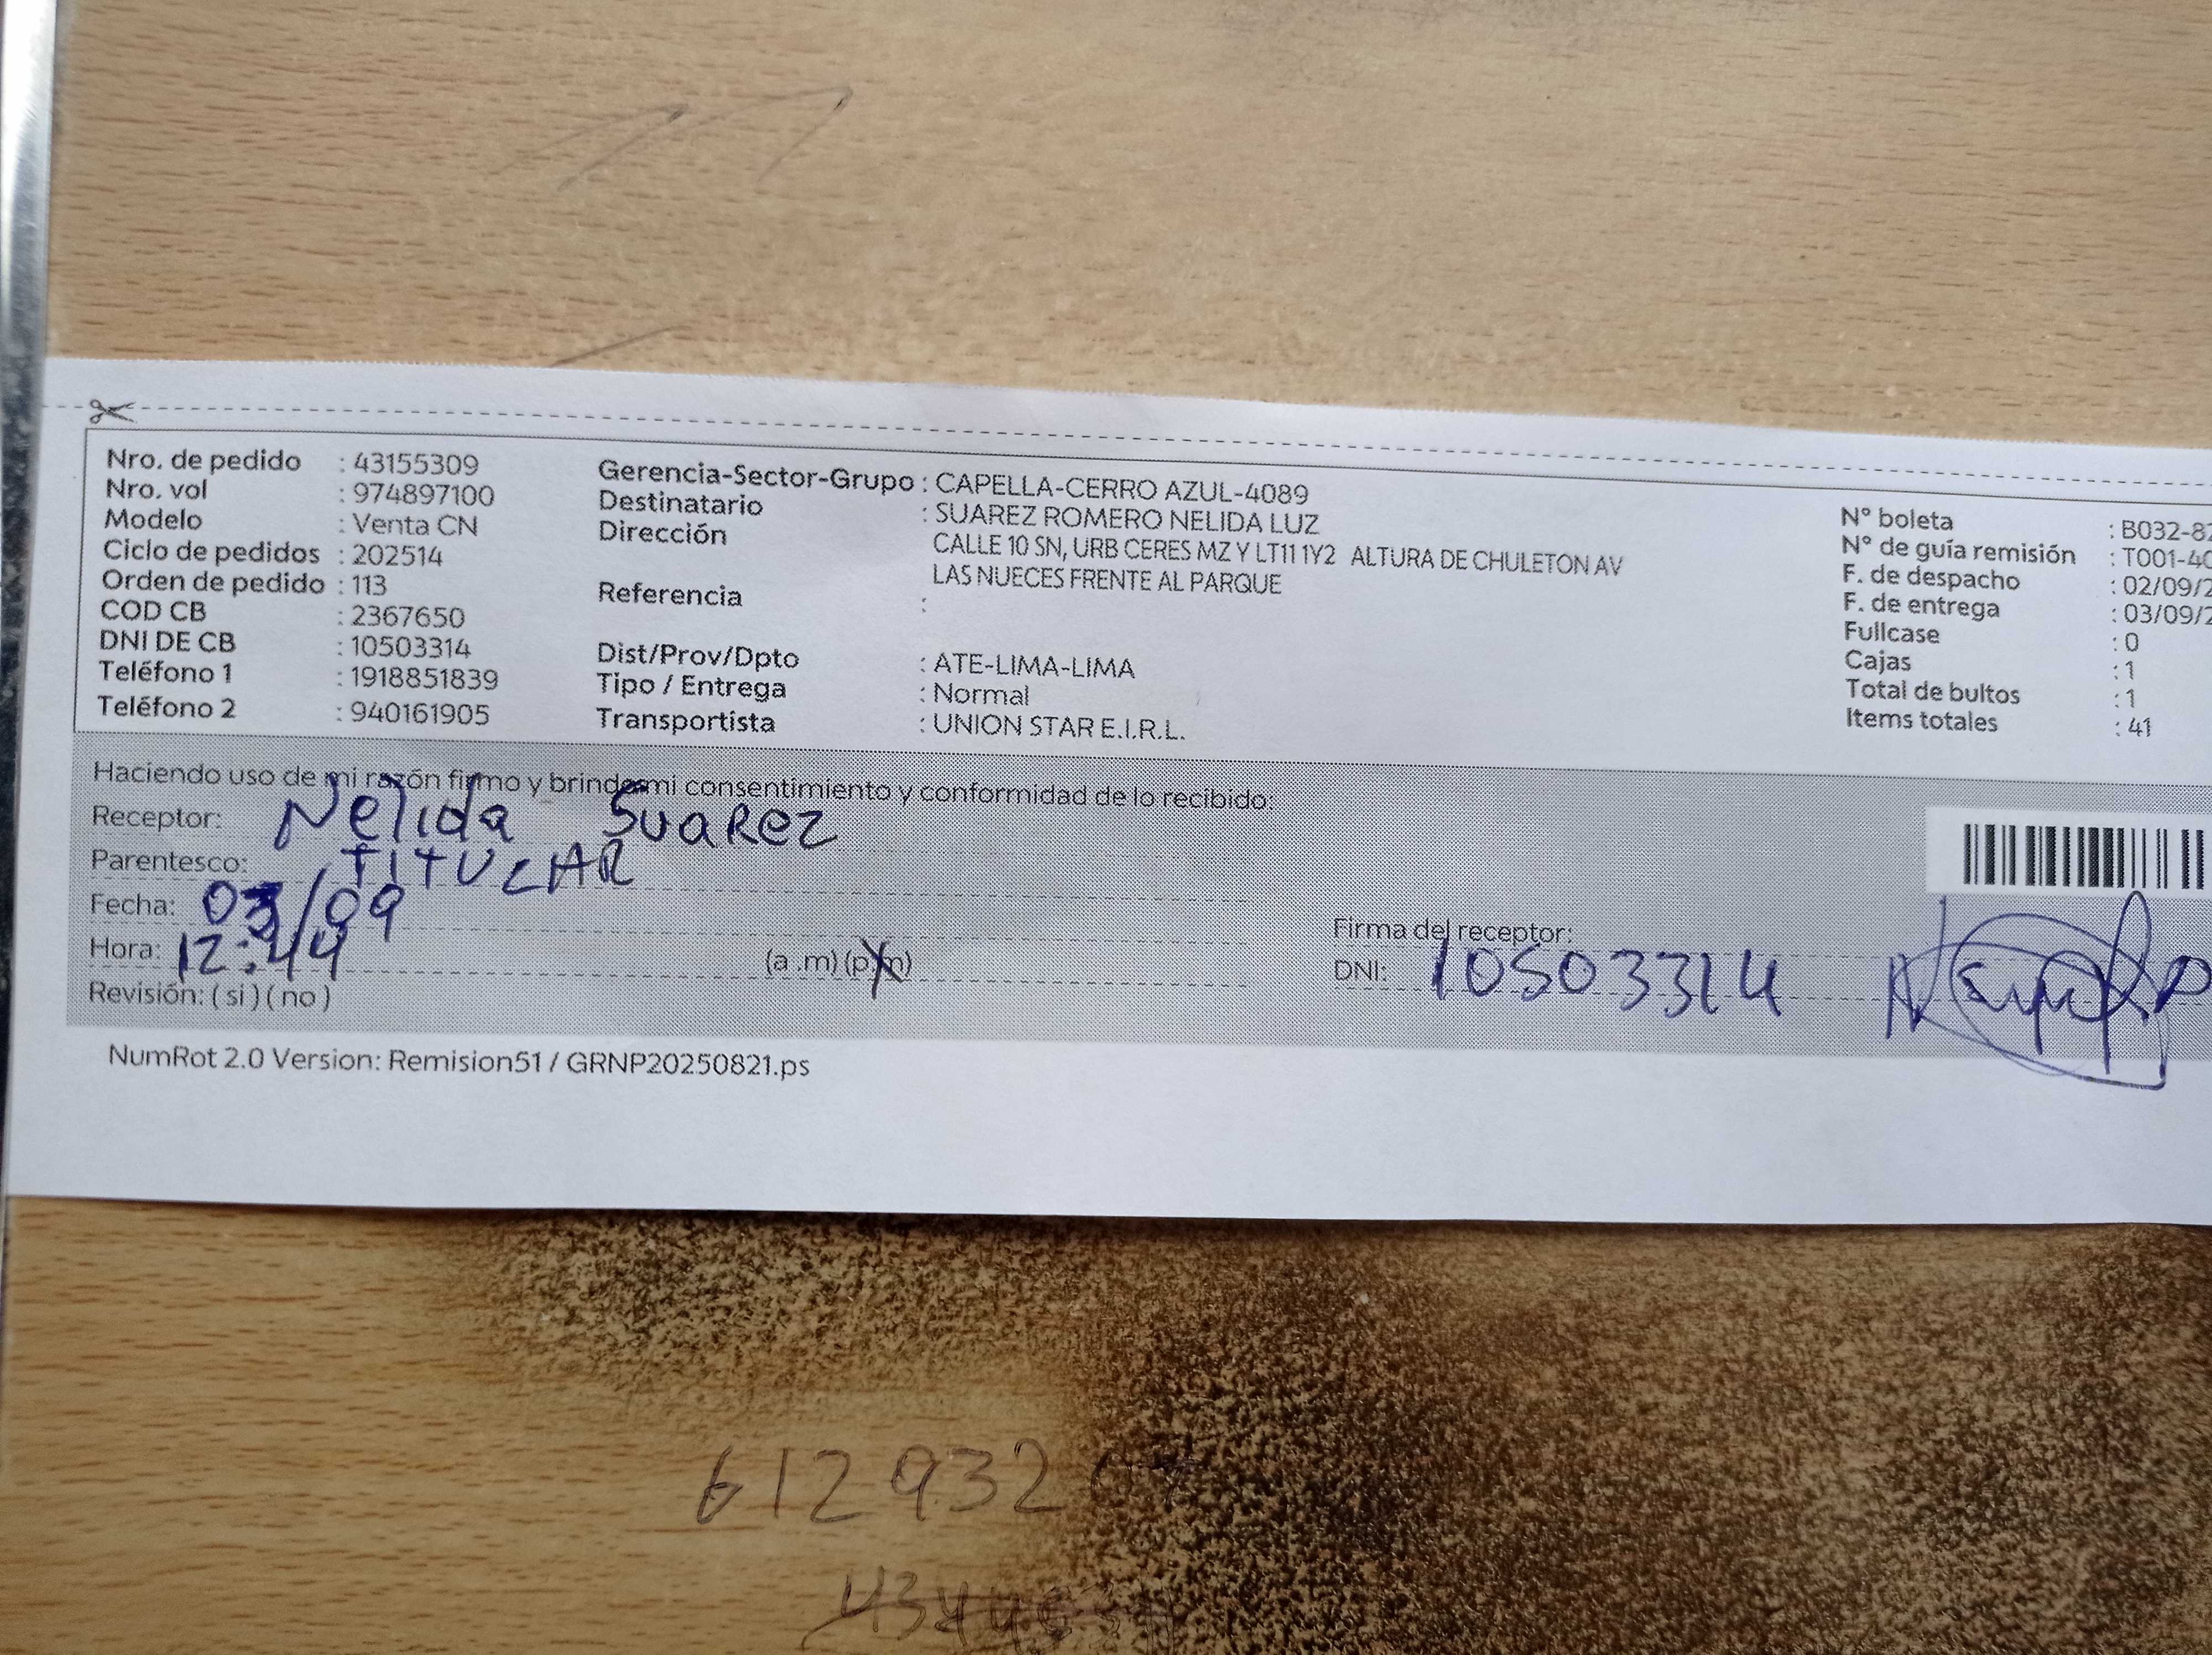 Nro. de pedido : 43155309
Nro. vol : 974897100
Modelo : Venta CN
Ciclo de pedidos : 202514
Orden de pedido : 113
COD CB : 2367650
DNI DE CB : 10503314
Teléfono 1 : 1918851839
Teléfono 2 : 940161905
Gerencia-Sector-Grupo : CAPELLA-CERRO AZUL-4089
Destinatario : SUAREZ ROMERO NELIDA LUZ
Dirección CALLE 10 SN, URB CERES MZ Y LT11 1Y2 ALTURA DE CHULETON AV
LAS NUECES FRENTE AL PARQUE
Referencia :
Dist/Prov/Dpto : ATE-LIMA-LIMA
Tipo / Entrega : Normal
Transportista : UNION STAR E.I.R.L.
N° boleta : B032-82
N° de guía remisión : T001-40
F. de despacho : 02/09/2
F. de entrega : 03/09/2
Fullcase : 0
Cajas : 1
Total de bultos : 1
Items totales : 41
Haciendo uso de mi razón firmo y brindo mi consentimiento y conformidad de lo recibido:
Receptor: Nelida Suarez
Parentesco: TITULAR
Fecha: 03/09
Hora: 12:44 (a .m) (p.m)
Revisión: ( si ) ( no )
Firma del receptor:
DNI: 10503314
NumRot 2.0 Version: Remision51 / GRNP20250821.ps
612932